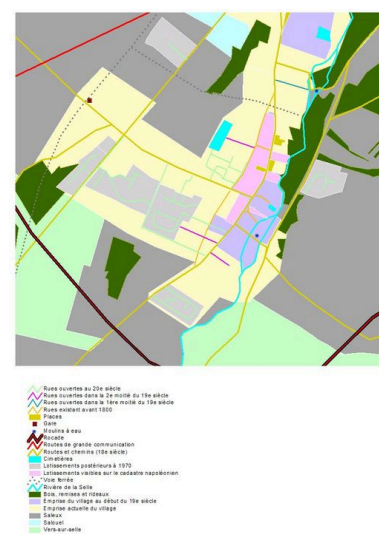 Rues ouvertes au 20e siècle
Rues ouvertes dans la 2e moitié du 19e siècle
Rues ouvertes dans la 1ère moitié du 19e siècle
Rues existant avant 1800
Places
Gare
Moulins à eau
Rocade
Routes de grande communication
Routes et chemins (18e siècle)
Cimetières
Lotissements postérieurs à 1970
Lotissements visibles sur le cadastre napoléonien
Voie ferrée
Rivière de la Selle
Bois, remises et rideaux
Emprise du village au début du 19e siècle
Emprise actuelle du village
Saleux
Salouel
Vers-sur-selle